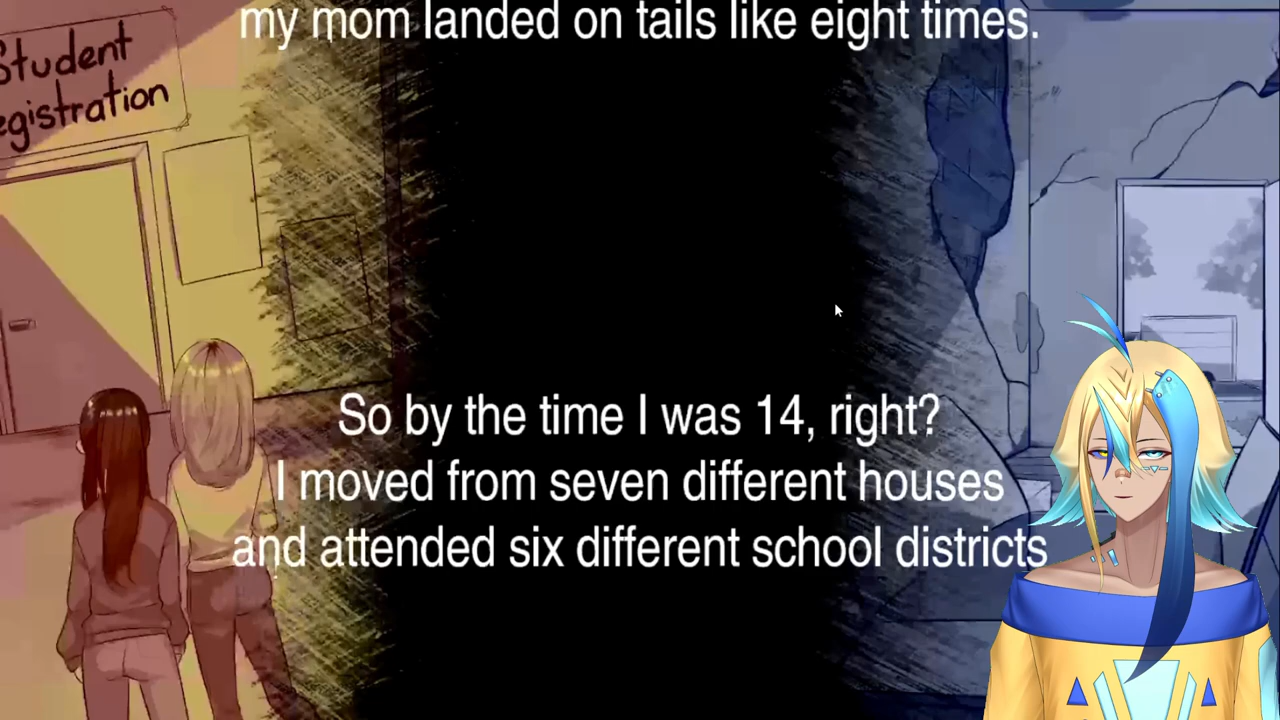 my mom landed on tails like eight times.
Student
egistration
So by the time I was 14, right?
I moved from seven different houses
and attended six different school districts